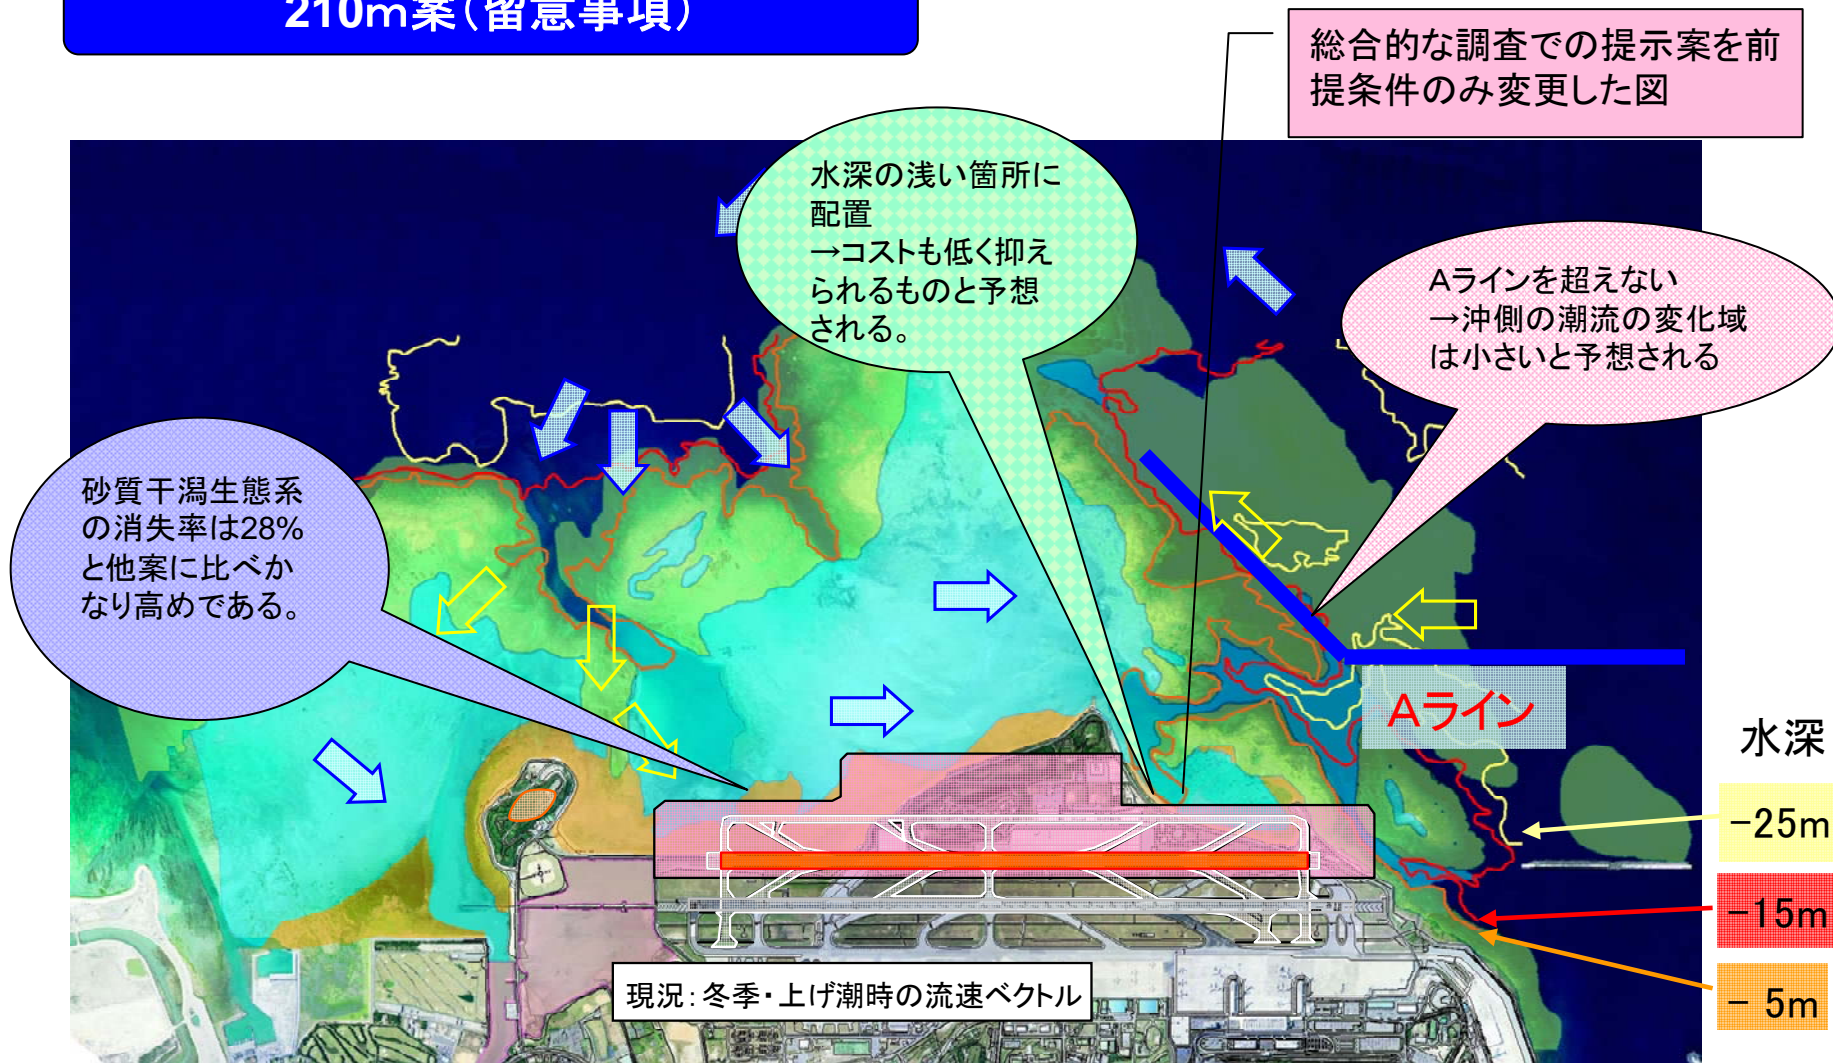 210m案(留意事項)
総合的な調査での提示案を前
提条件のみ変更した図
水深の浅い箇所に
配置
→コストも低く抑え
られるものと予想
される。
Aラインを超えない
→沖側の潮流の変化域
は小さいと予想される
砂質干潟生態系
の消失率は28%
と他案に比べか
なり高めである。
Aライン
水深
-25m
-15m
- 5m
現況:冬季・上げ潮時の流速ベクトル